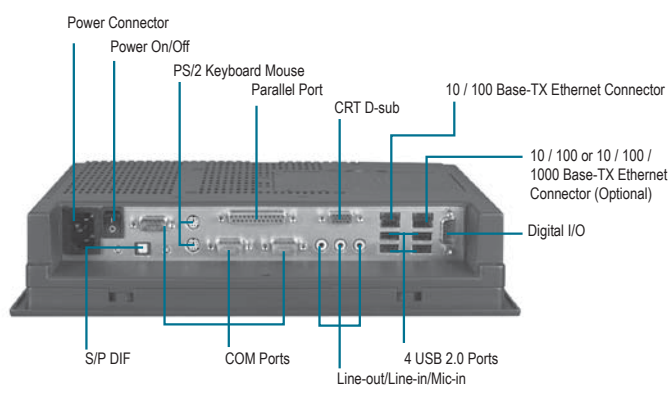 Power Connector
Power On/Off
PS/2 Keyboard Mouse
Parallel Port
CRT D-sub
10 / 100 Base-TX Ethernet Connector
10 / 100 or 10 / 100 /
1000 Base-TX Ethernet
Connector (Optional)
Digital I/O
S/P DIF
COM Ports
4 USB 2.0 Ports
Line-out/Line-in/Mic-in